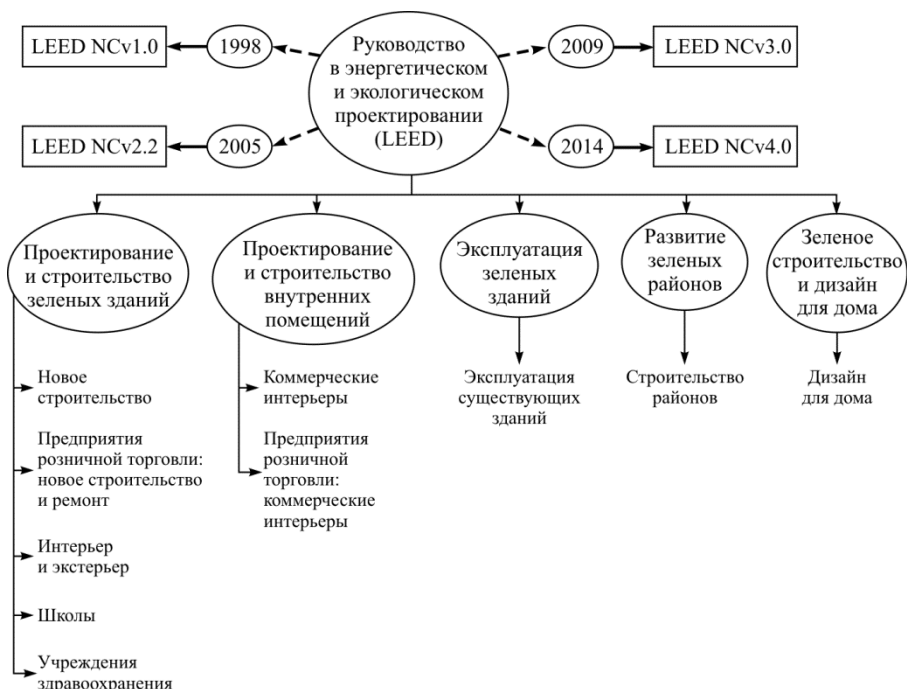 LEED NCv1.0
1998
Руководство
в энергетическом
и экологическом
проектировании
(LEED)
2009
LEED NCv3.0
LEED NCv2.2
2005
2014
LEED NCv4.0
Проектирование
и строительство
зеленых зданий
Проектирование
и строительство
внутренних
помещений
Эксплуатация
зеленых
зданий
Развитие
зеленых
районов
Зеленое
строительство
и дизайн
для дома
Новое
строительство
Предприятия
розничной торговли:
новое строительство
и ремонт
Интерьер
и экстерьер
Школы
Учреждения
здравоохранения
Коммерческие
интерьеры
Предприятия
розничной
торговли:
коммерческие
интерьеры
Эксплуатация
существующих
зданий
Строительство
районов
Дизайн
для дома